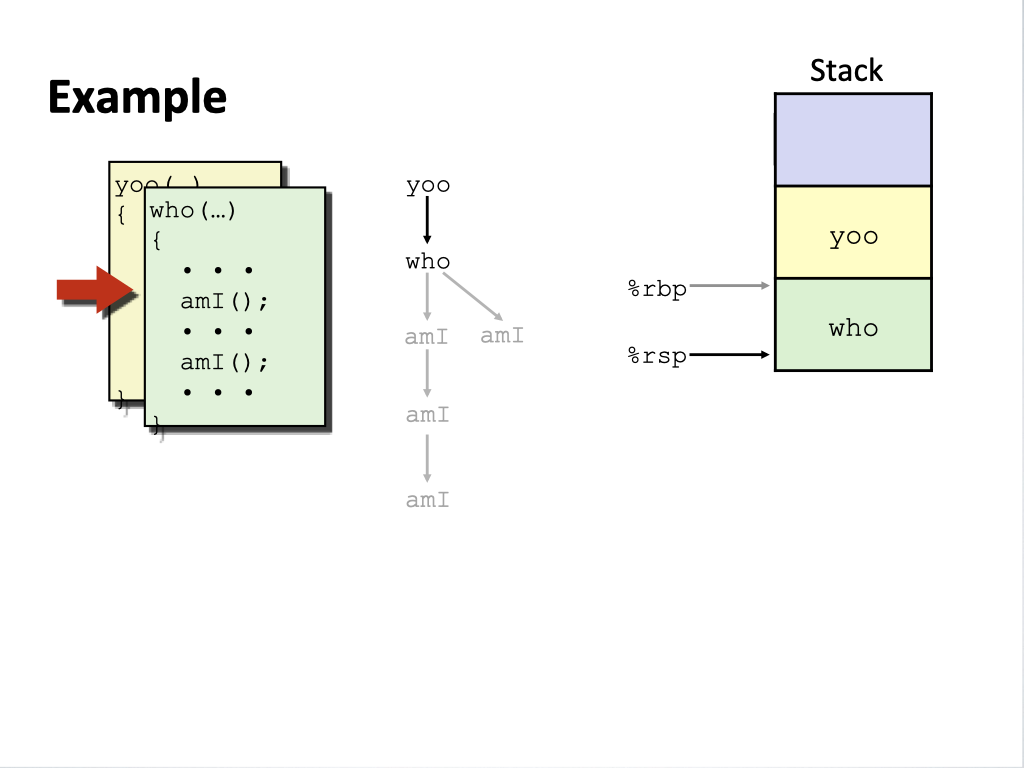 Example
Stack
yoo(…)
{
}
who(…)
{
• • •
amI();
• • •
amI();
• • •
}
yoo
who
amI
amI
amI
amI
%rbp
%rsp
yoo
who